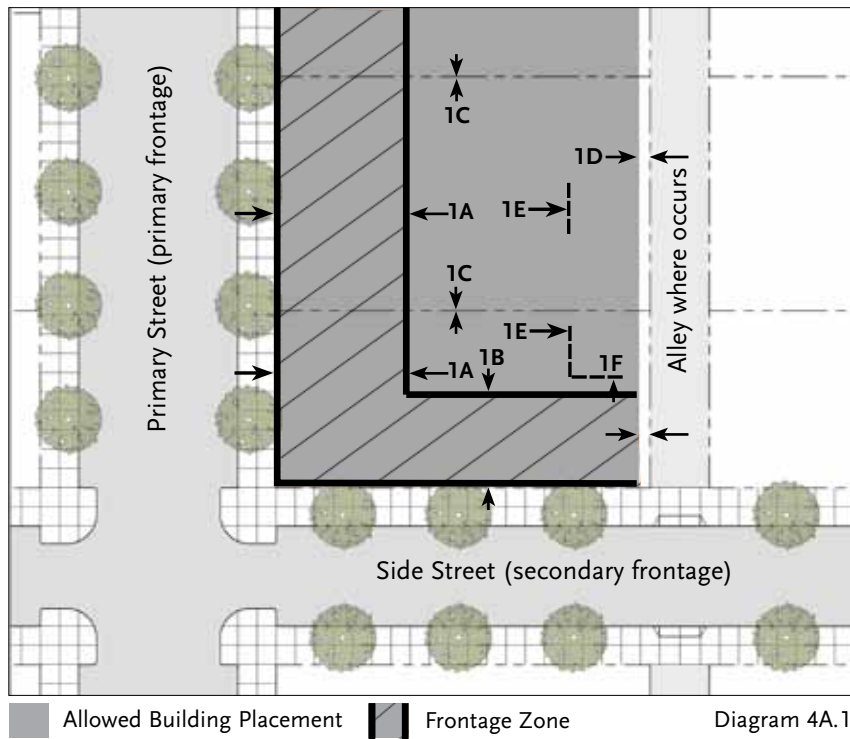 Primary Street (primary frontage)
1C
1D
1A
1E
Alley where occurs
1C
1E
1B
1F
1A
Side Street (secondary frontage)
Allowed Building Placement
Frontage Zone
Diagram 4A.1